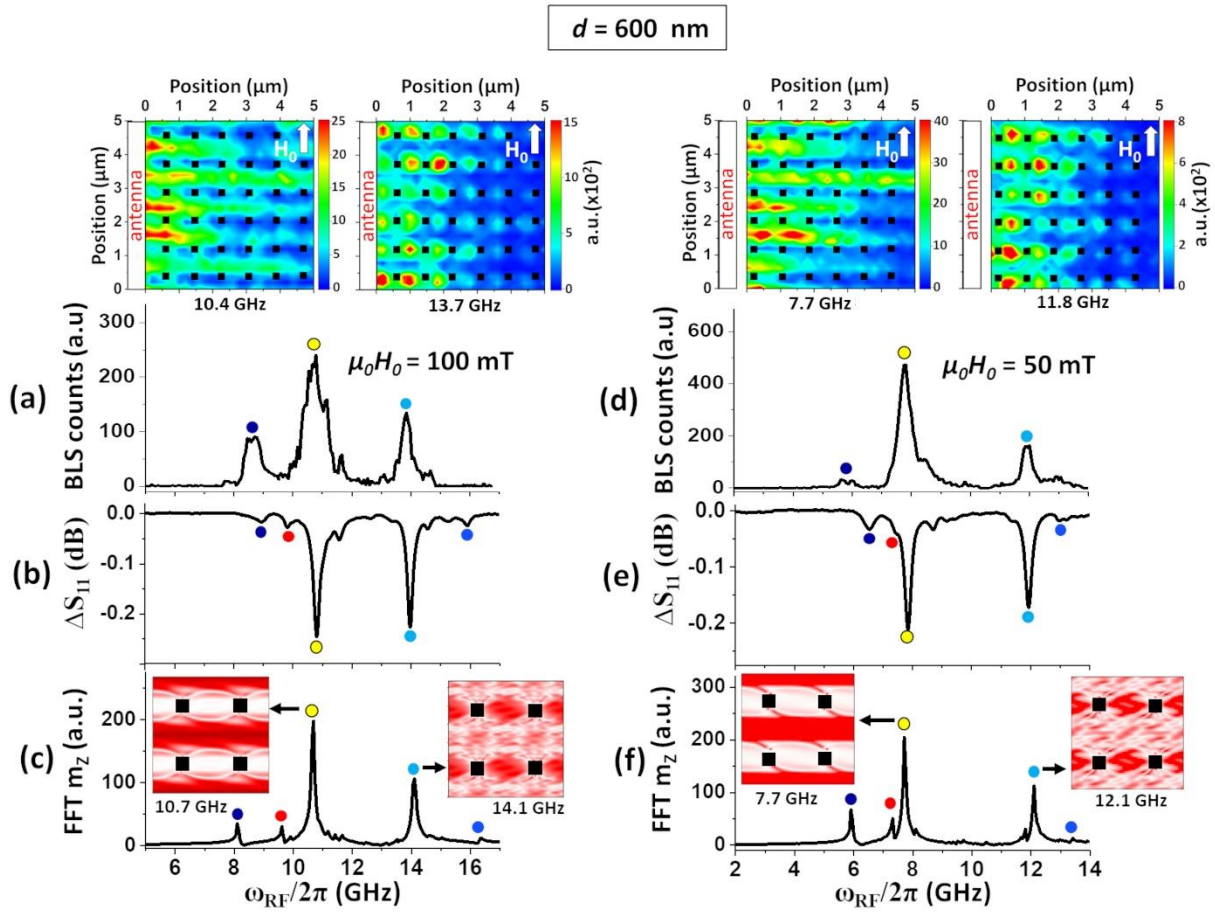 d = 600 nm
Position (µm)
0 1 2 3 4 5
Position (µm)
0 1 2 3 4 5
Position (µm)
0 1 2 3 4 5
Position (µm)
0 1 2 3 4 5
Position (µm)
5
4
3
2
1
0
antenna
H0
25
20
15
10
5
0
10.4 GHz
antenna
H0
15
10
5
0
a.u.(x10²)
13.7 GHz
Position (µm)
5
4
3
2
1
0
antenna
H0
40
30
20
10
0
7.7 GHz
antenna
H0
8
6
4
2
0
a.u.(x10²)
11.8 GHz
(a)
BLS counts (a.u)
300
200
100
0
µ0H0 = 100 mT
(d)
BLS counts (a.u)
600
400
200
0
µ0H0 = 50 mT
(b)
ΔS11 (dB)
0.0
-0.1
-0.2
(e)
ΔS11 (dB)
0.0
-0.1
-0.2
(c)
FFT mZ (a.u.)
200
100
0
10.7 GHz
14.1 GHz
6 8 10 12 14 16
ωRF/2π (GHz)
(f)
FFT mZ (a.u.)
300
200
100
0
7.7 GHz
12.1 GHz
2 4 6 8 10 12 14
ωRF/2π (GHz)